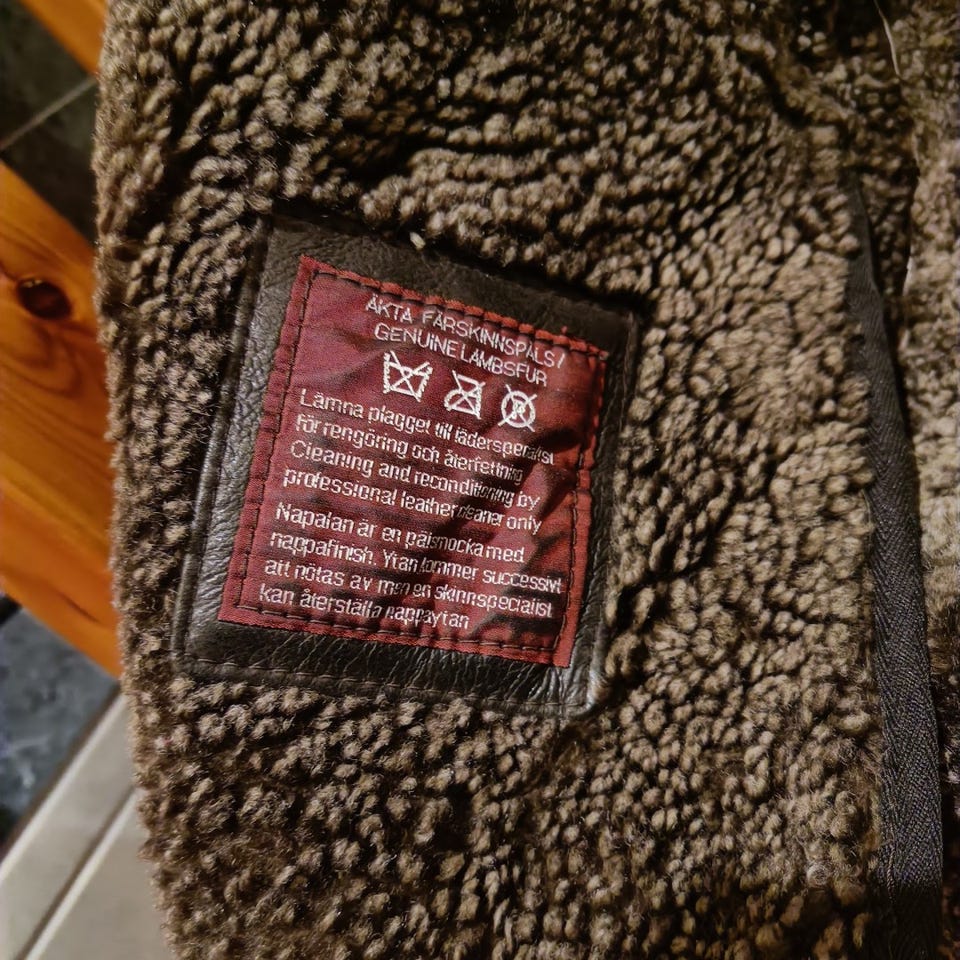 ÄKTA FÅRSKINNSPÄLS/
GENUINE LAMBSFUR
Lämna plagget till läderspecialist
för rengöring och återfettning
Cleaning and reconditioning by
professional leather cleaner only
Napalan är en pälsmocka med
nappafinish. Ytan kommer successivt
att nötas av men en skinnspecialist
kan återställa nappaytan